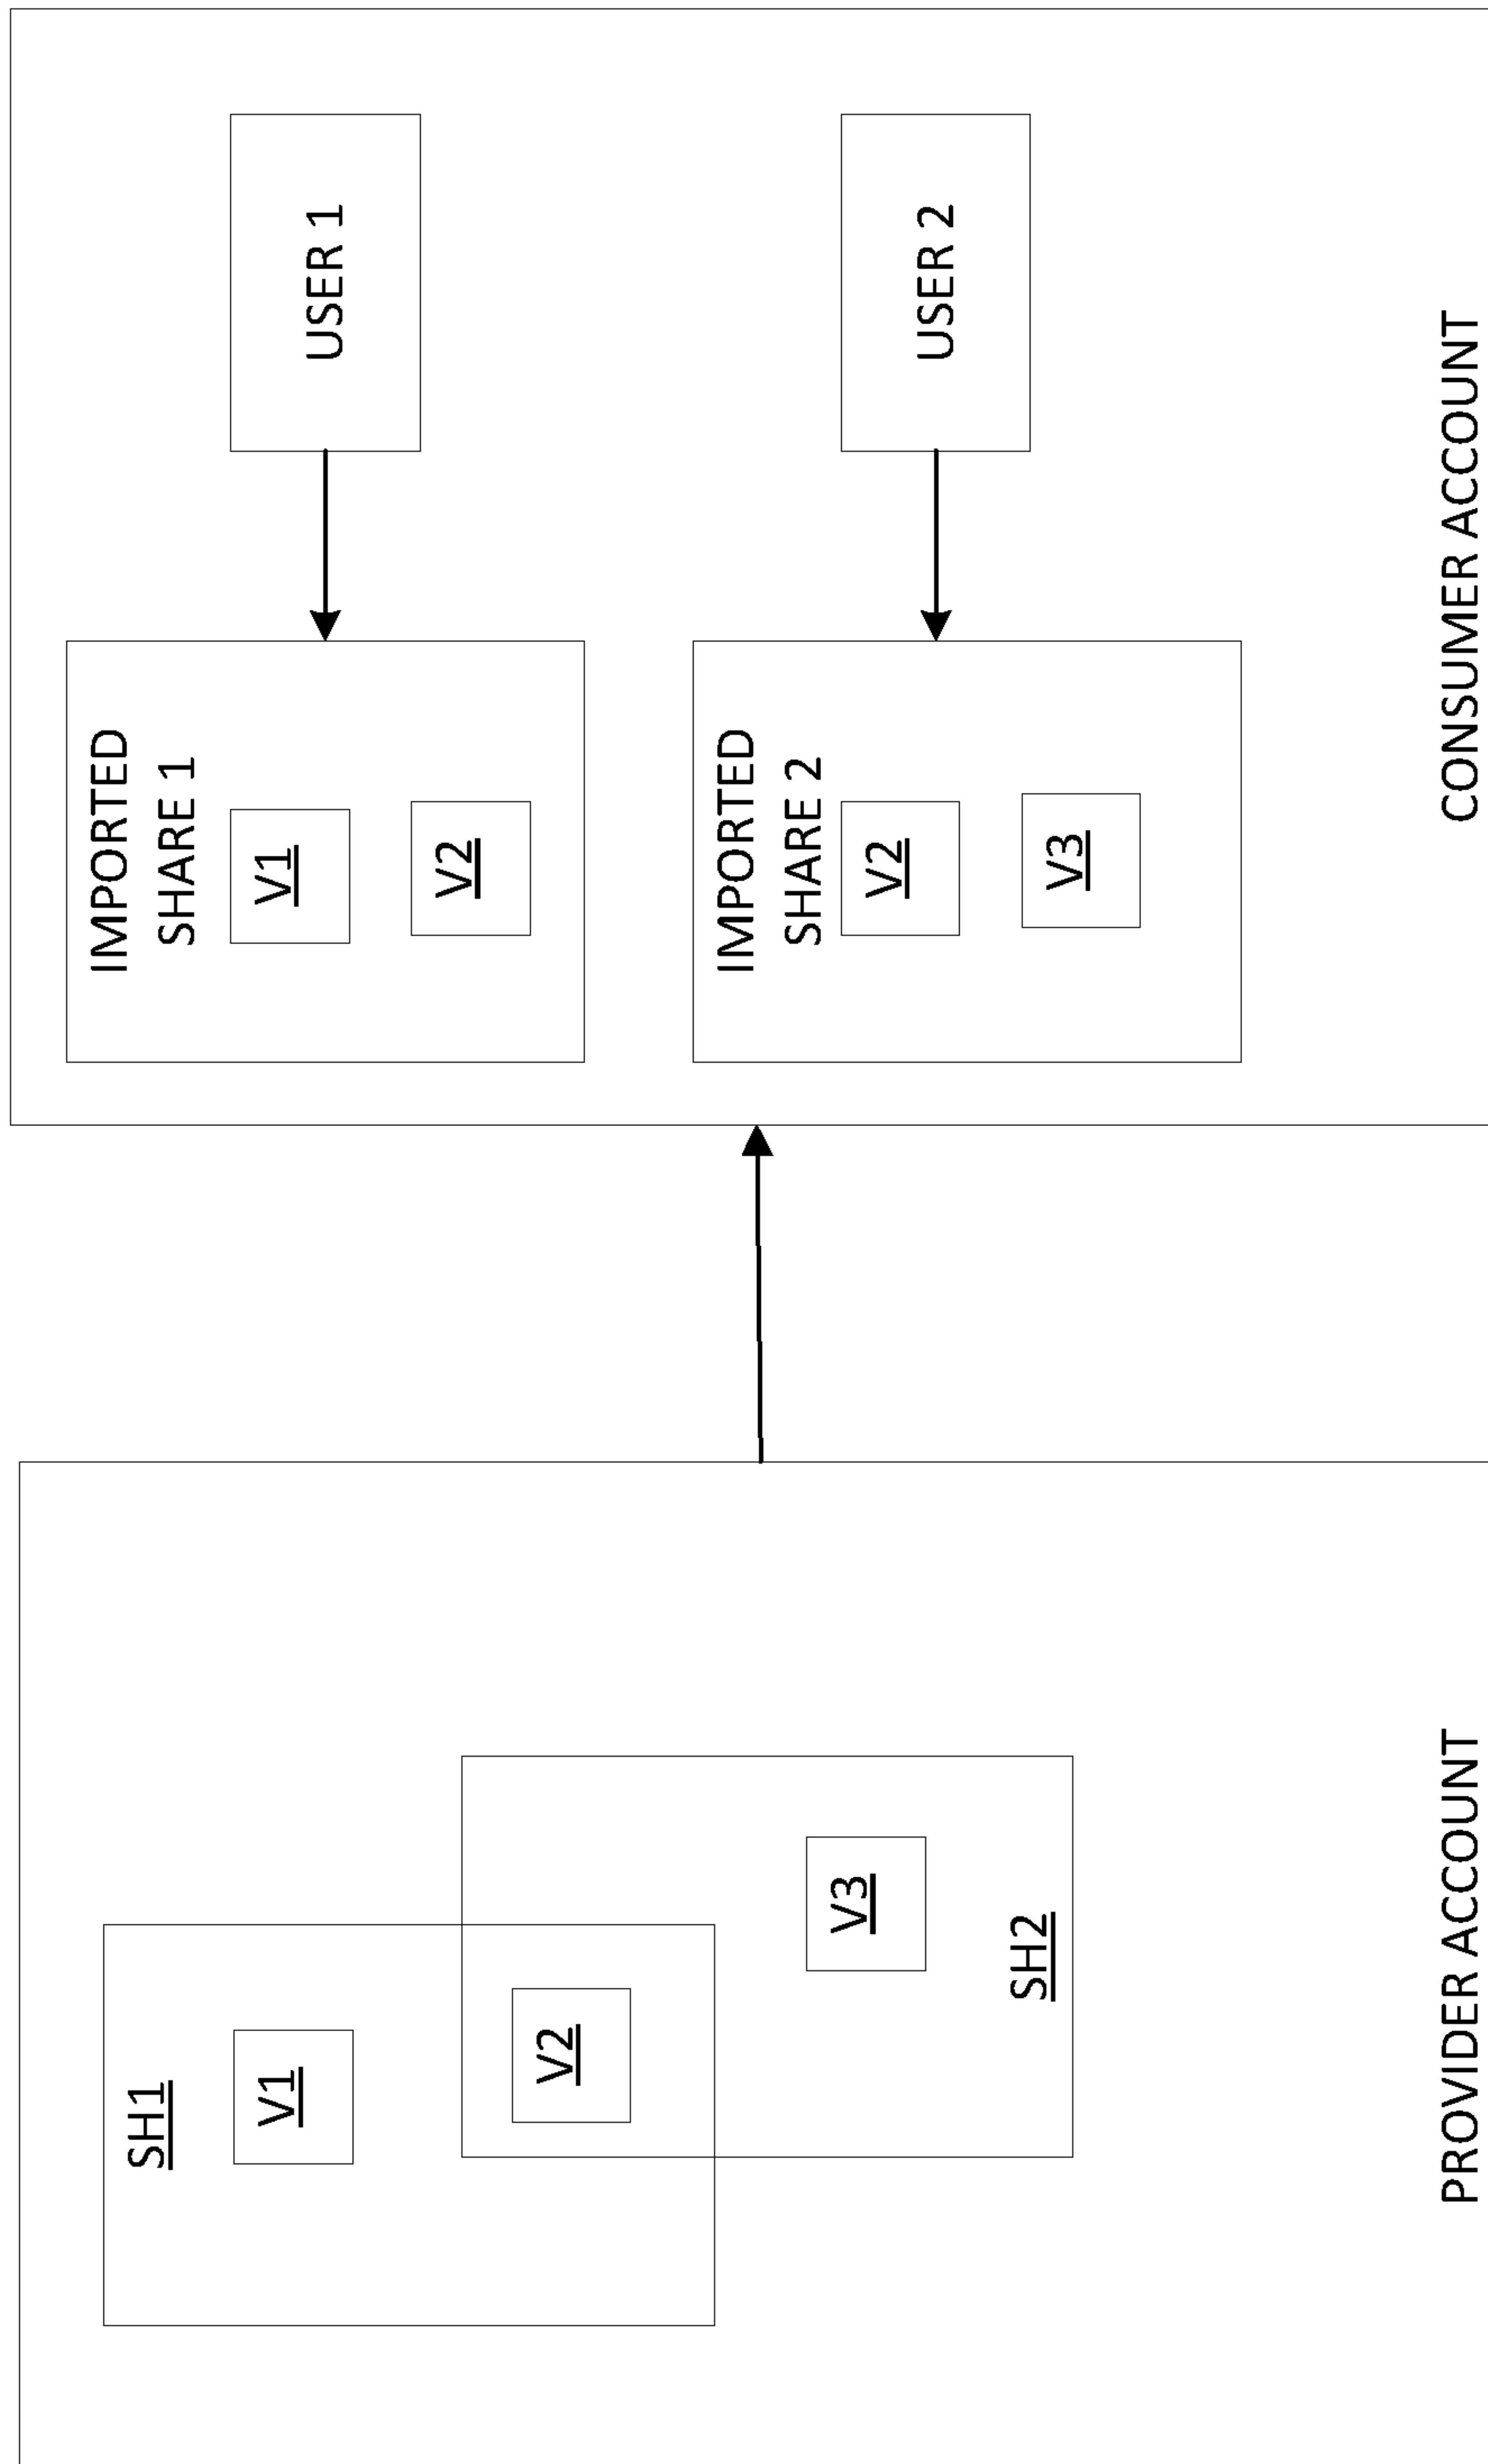 SH1
V1
V2
V3
SH2
PROVIDER ACCOUNT
IMPORTED
SHARE 1
V1
V2
USER 1
IMPORTED
SHARE 2
V2
V3
USER 2
CONSUMER ACCOUNT